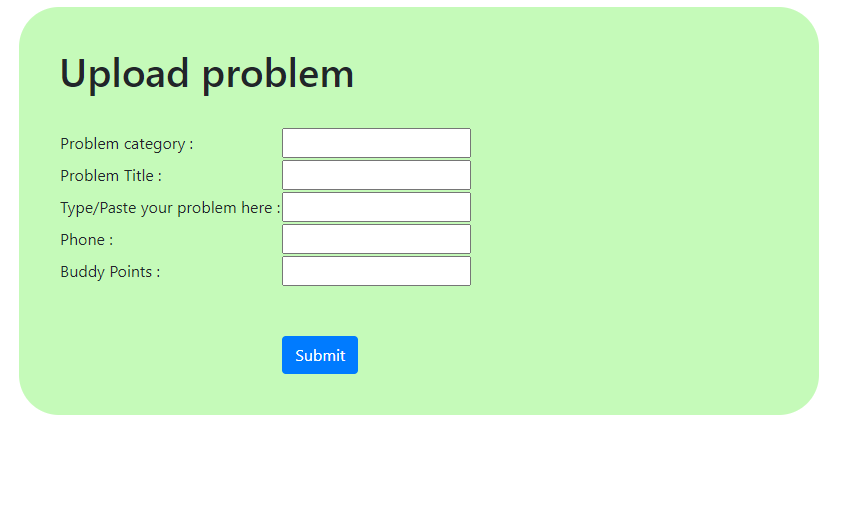 Upload problem
Problem category :
Problem Title :
Type/Paste your problem here :
Phone :
Buddy Points :
Submit